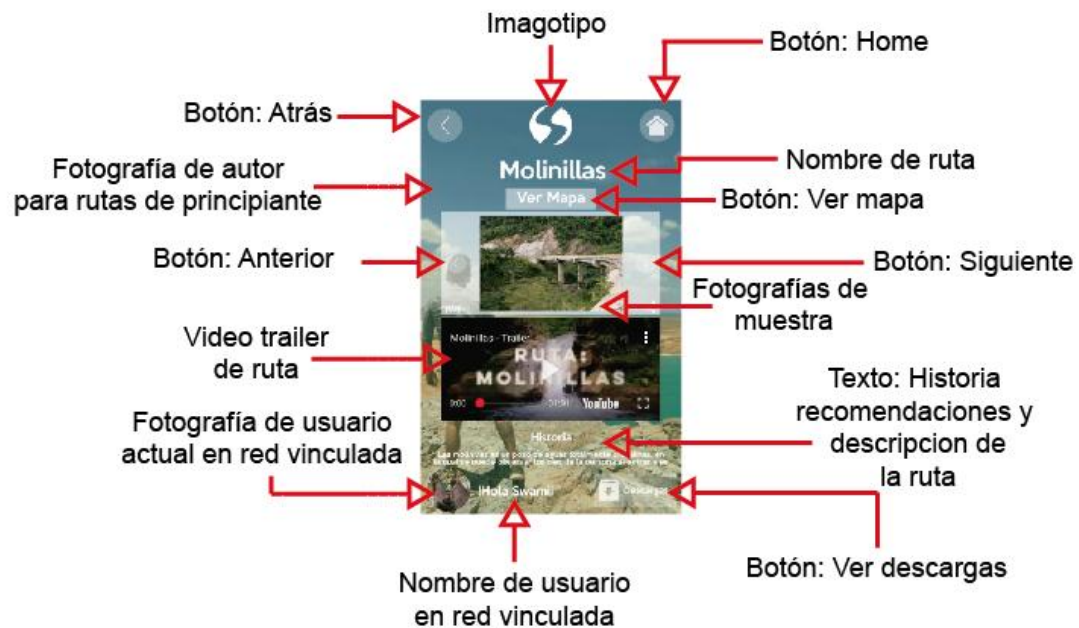 Imagotipo
Botón: Home
Botón: Atrás
Fotografía de autor
para rutas de principiante
Molinillas
Nombre de ruta
Ver Mapa
Botón: Ver mapa
Botón: Anterior
Botón: Siguiente
Fotografías de
muestra
Video trailer
de ruta
Molinillas - Trailer
RUTA:
MOLINILLAS
YouTube
Texto: Historia
recomendaciones y
descripcion de
la ruta
Fotografía de usuario
actual en red vinculada
Historia
¡Hola Swami!
Descargas
Botón: Ver descargas
Nombre de usuario
en red vinculada